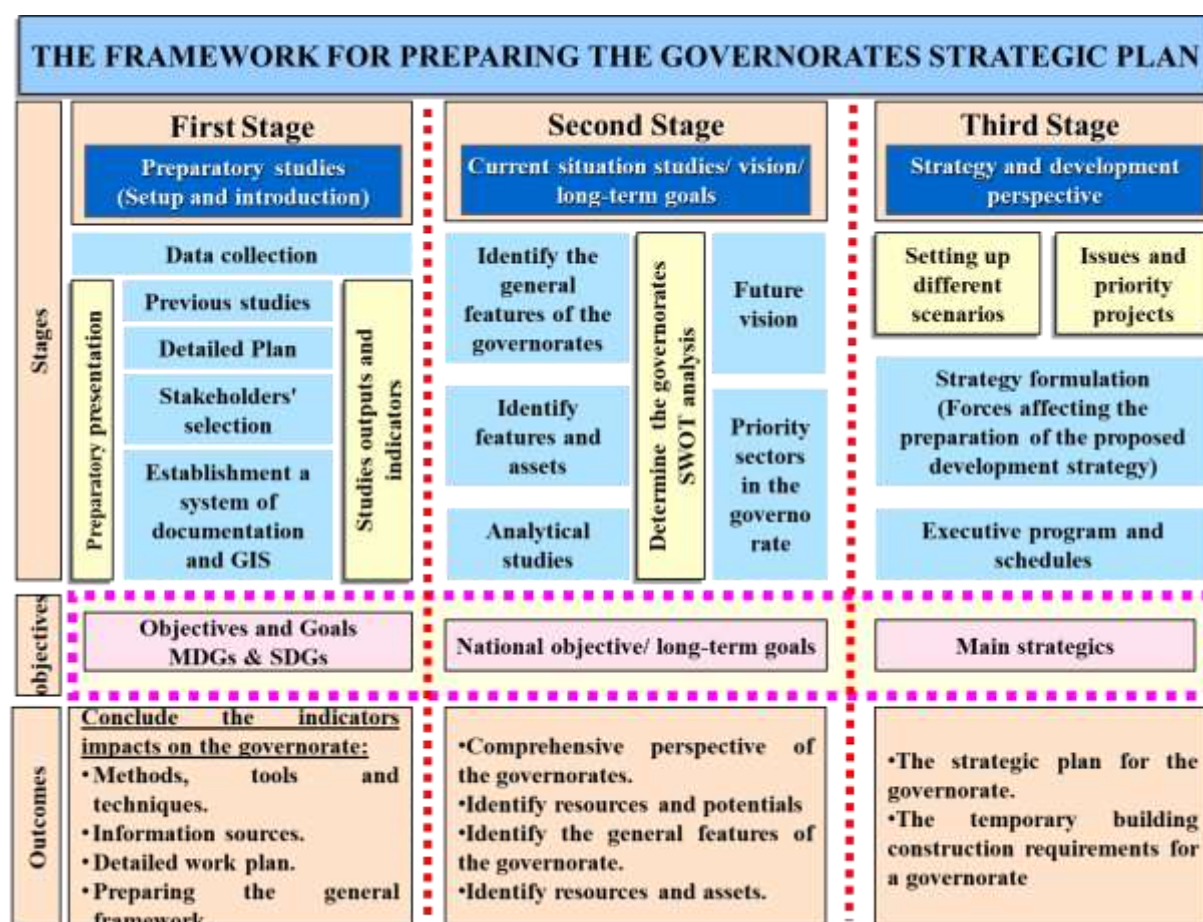 THE FRAMEWORK FOR PREPARING THE GOVERNORATES STRATEGIC PLAN
Stages
First Stage
Preparatory studies
(Setup and introduction)
Data collection
Preparatory presentation
Previous studies
Detailed Plan
Stakeholders'
selection
Establishment a
system of
documentation
and GIS
Studies outputs and
indicators
Second Stage
Current situation studies/ vision/
long-term goals
Identify the
general
features of the
governorates
Identify
features and
assets
Analytical
studies
Determine the governorates
SWOT analysis
Future
vision
Priority
sectors
in the
governo
rate
Third Stage
Strategy and development
perspective
Setting up
different
scenarios
Issues and
priority
projects
Strategy formulation
(Forces affecting the
preparation of the proposed
development strategy)
Executive program and
schedules
objectives
Objectives and Goals
MDGs & SDGs
National objective/ long-term goals
Main strategics
Outcomes
Conclude the indicators
impacts on the governorate:
•Methods, tools and
techniques.
•Information sources.
•Detailed work plan.
•Preparing the general
framework
•Comprehensive perspective of
the governorates.
•Identify resources and potentials
•Identify the general features of
the governorate.
•Identify resources and assets.
•The strategic plan for the
governorate.
•The temporary building
construction requirements for
a governorate